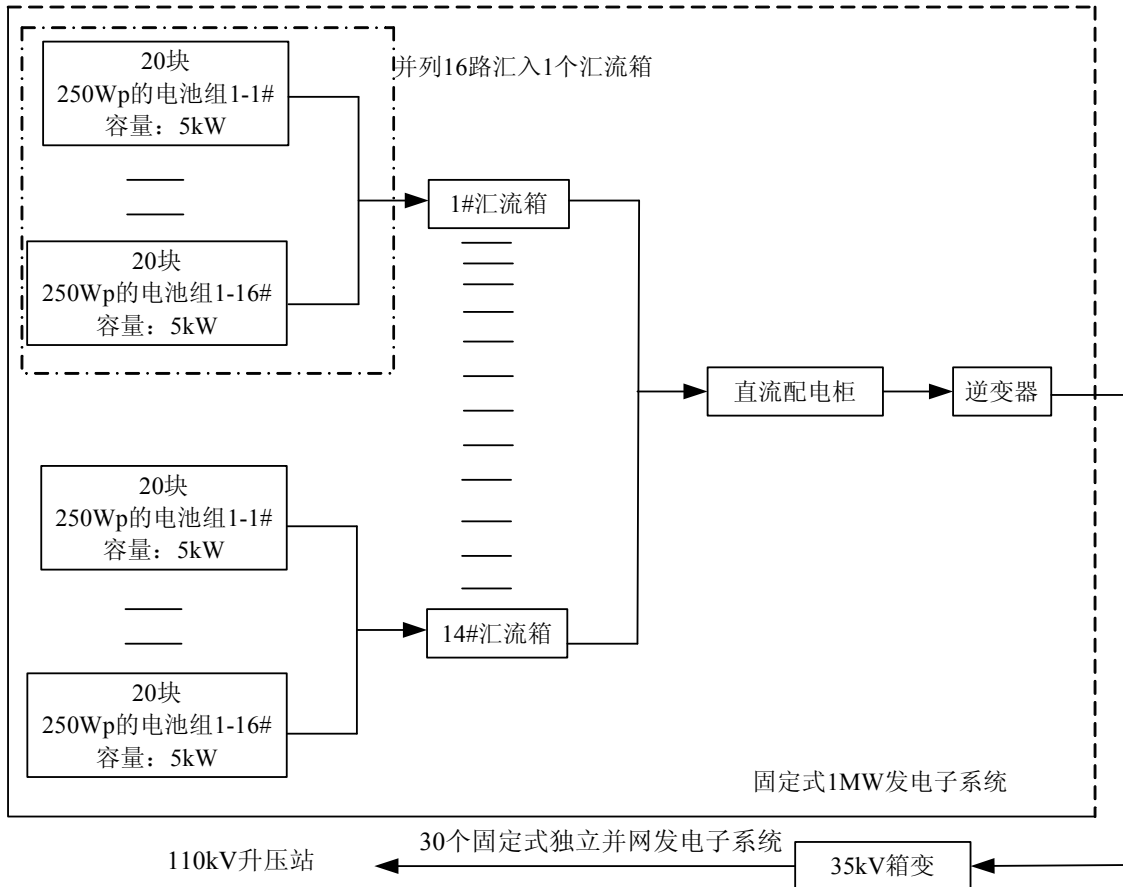 20块
250Wp的电池组1-1#
容量：5kW
并列16路汇入1个汇流箱
20块
250Wp的电池组1-16#
容量：5kW
1#汇流箱
直流配电柜
逆变器
20块
250Wp的电池组1-1#
容量：5kW
14#汇流箱
20块
250Wp的电池组1-16#
容量：5kW
固定式1MW发电子系统
30个固定式独立并网发电子系统
110kV升压站
35kV箱变